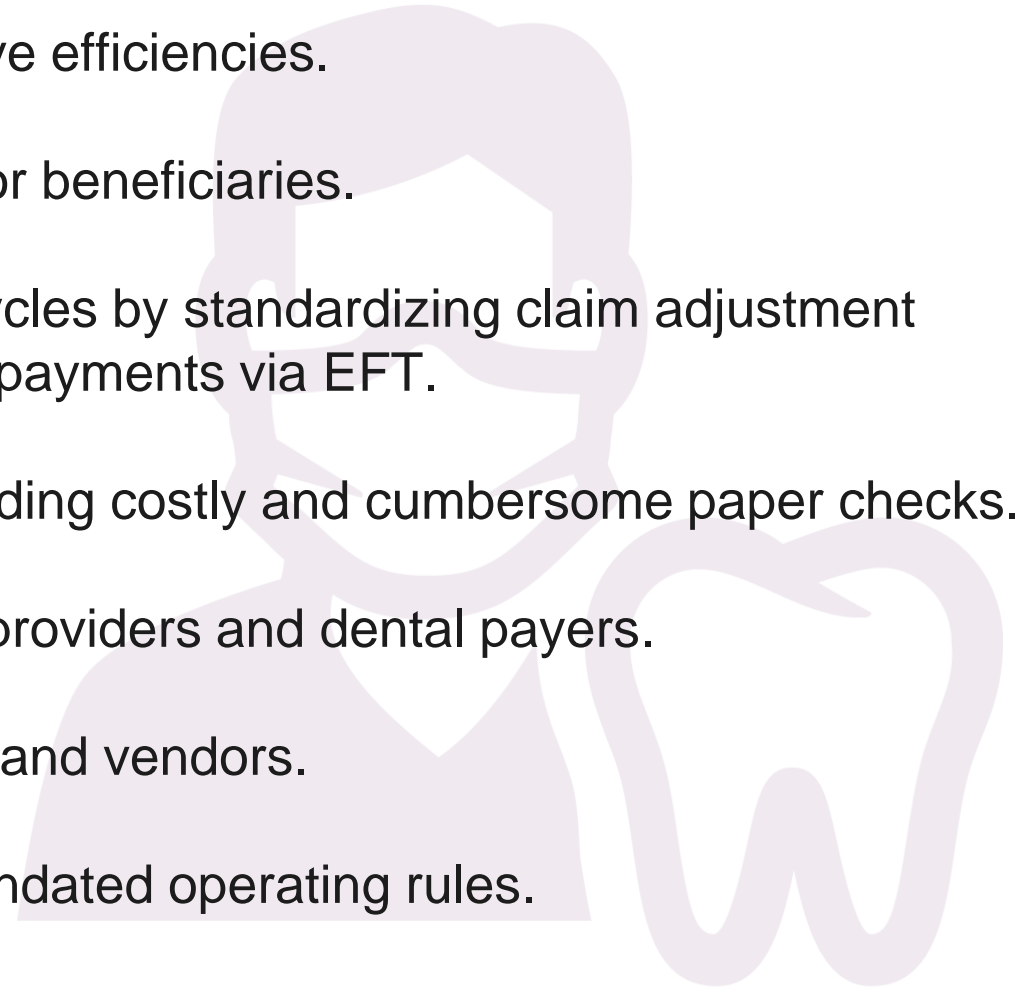 ve efficiencies.
or beneficiaries.
ycles by standardizing claim adjustment
payments via EFT.
ding costly and cumbersome paper checks.
providers and dental payers.
and vendors.
ndated operating rules.